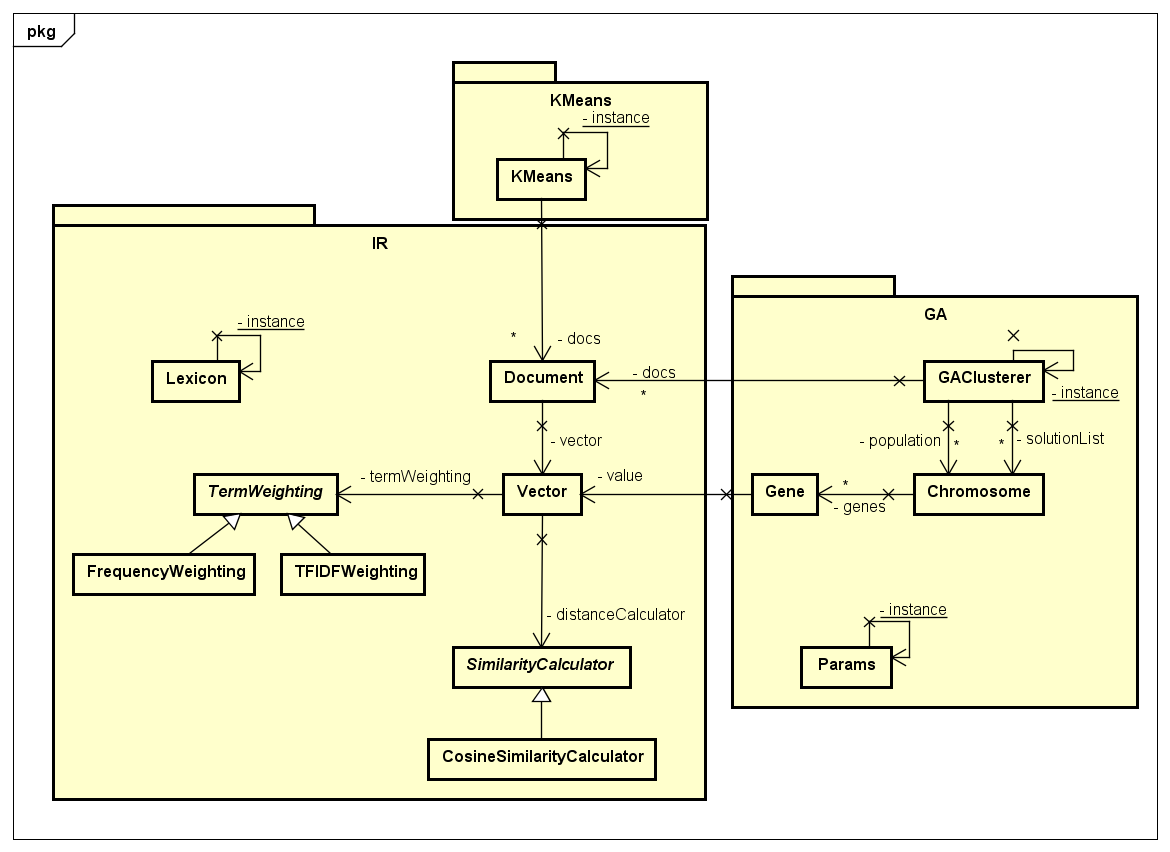 pkg
KMeans
- instance
KMeans
IR
GA
- instance
Lexicon
*
- docs
Document
- docs
*
GAClusterer
- instance
- vector
- population
*
*
- solutionList
TermWeighting
- termWeighting
Vector
- value
Gene
*
- genes
Chromosome
FrequencyWeighting
TFIDFWeighting
- distanceCalculator
- instance
SimilarityCalculator
Params
CosineSimilarityCalculator